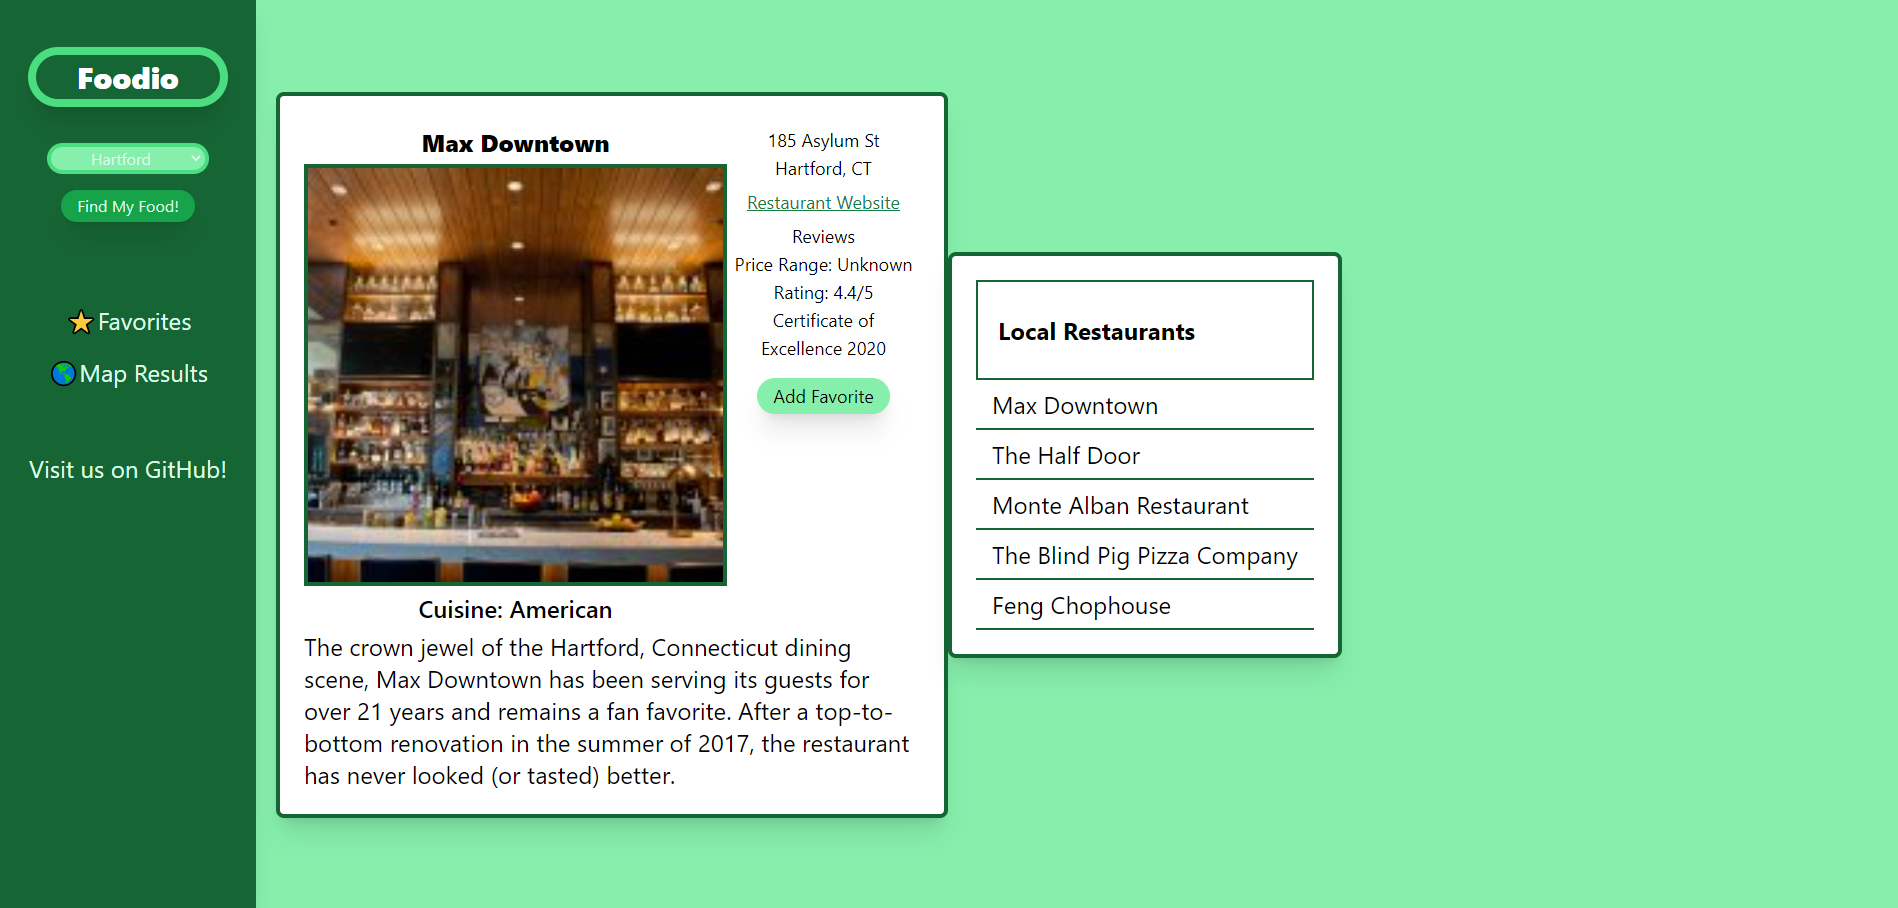 Foodio
Hartford
Find My Food!
Favorites
Map Results
Visit us on GitHub!
Max Downtown
Cuisine: American
The crown jewel of the Hartford, Connecticut dining
scene, Max Downtown has been serving its guests for
over 21 years and remains a fan favorite. After a top-to-
bottom renovation in the summer of 2017, the restaurant
has never looked (or tasted) better.
185 Asylum St
Hartford, CT
Restaurant Website
Reviews
Price Range: Unknown
Rating: 4.4/5
Certificate of
Excellence 2020
Add Favorite
Local Restaurants
Max Downtown
The Half Door
Monte Alban Restaurant
The Blind Pig Pizza Company
Feng Chophouse